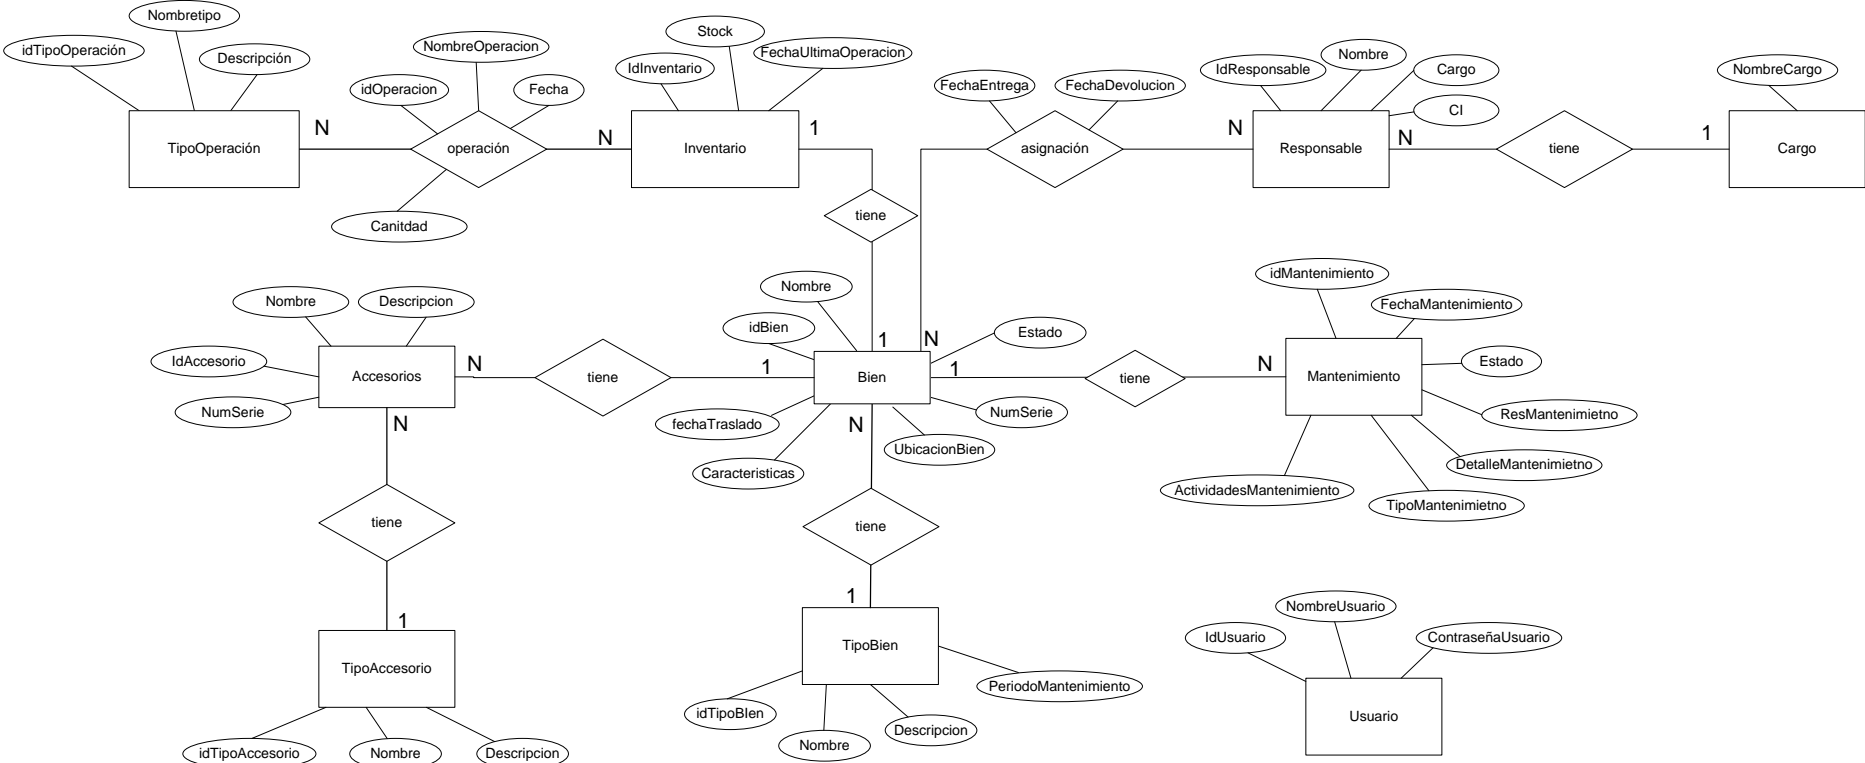 Nombretipo
idTipoOperación
Descripción
NombreOperacion
idOperacion
Fecha
Stock
FechaUltimaOperacion
IdInventario
FechaEntrega
FechaDevolucion
IdResponsable
Nombre
Cargo
CI
NombreCargo
TipoOperación
N
operación
N
Inventario
1
asignación
N
Responsable
N
tiene
1
Cargo
Canitdad
tiene
Nombre
Descripcion
IdAccesorio
NumSerie
Accesorios
N
tiene
1
Nombre
idBien
1
N
Estado
Bien
1
tiene
N
idMantenimiento
FechaMantenimiento
Estado
Mantenimiento
ResMantenimietno
DetalleMantenimietno
TipoMantenimietno
ActividadesMantenimiento
fechaTraslado
Caracteristicas
N
UbicacionBien
NumSerie
N
tiene
1
TipoAccesorio
idTipoAccesorio
Nombre
Descripcion
tiene
1
TipoBien
PeriodoMantenimiento
idTipoBIen
Nombre
Descripcion
NombreUsuario
IdUsuario
ContraseñaUsuario
Usuario